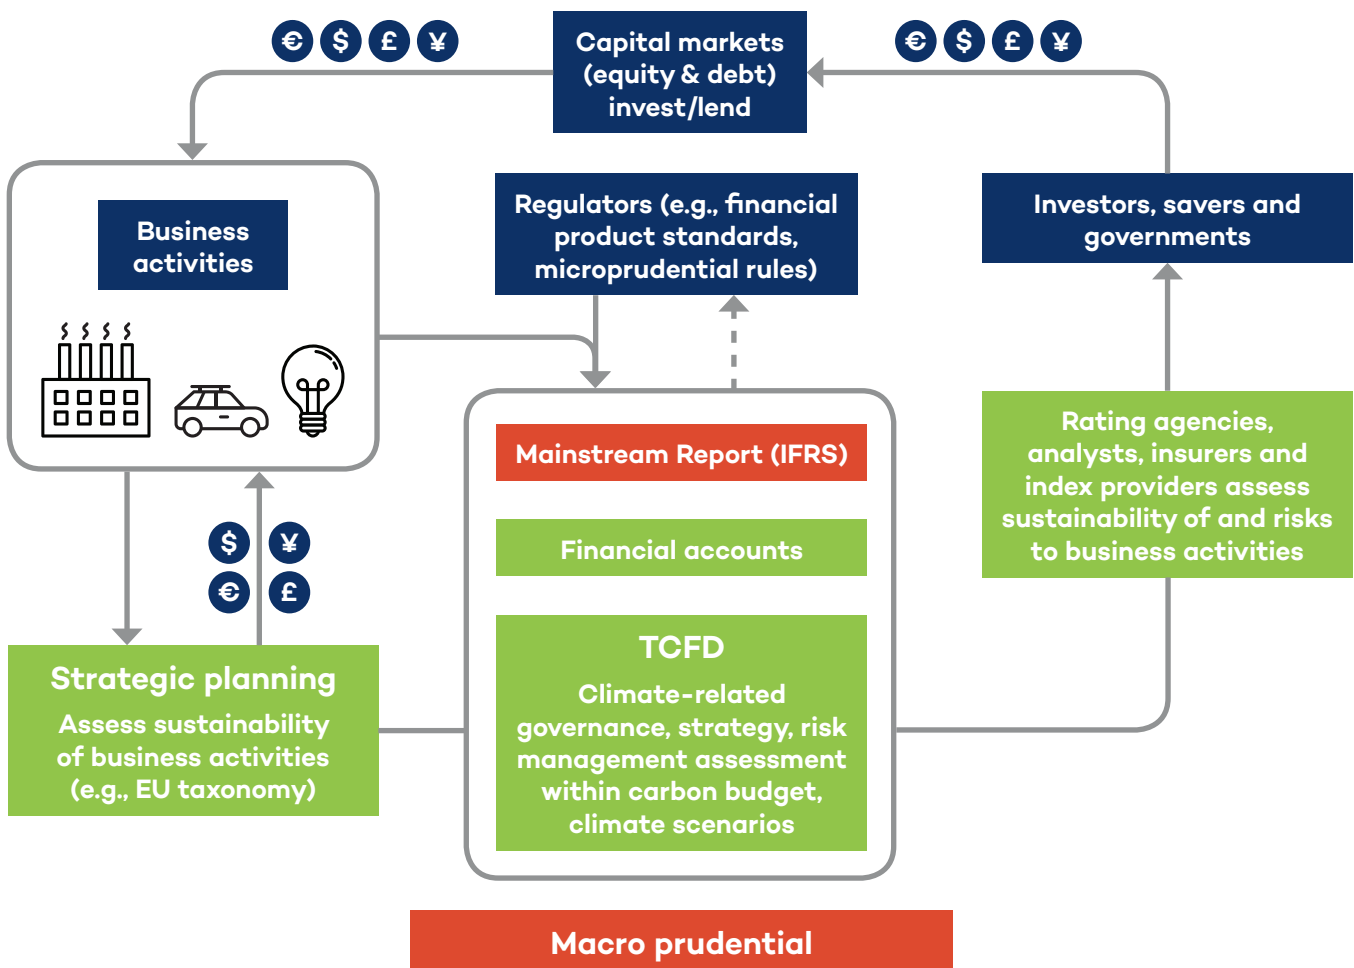 € $ £ ¥
Capital markets
(equity & debt)
invest/lend
€ $ £ ¥
Business
activities
Regulators (e.g., financial
product standards,
microprudential rules)
Investors, savers and
governments
Mainstream Report (IFRS)
Financial accounts
TCFD
Climate-related
governance, strategy, risk
management assessment
within carbon budget,
climate scenarios
Rating agencies,
analysts, insurers and
index providers assess
sustainability of and risks
to business activities
$ ¥
€ £
Strategic planning
Assess sustainability
of business activities
(e.g., EU taxonomy)
Macro prudential